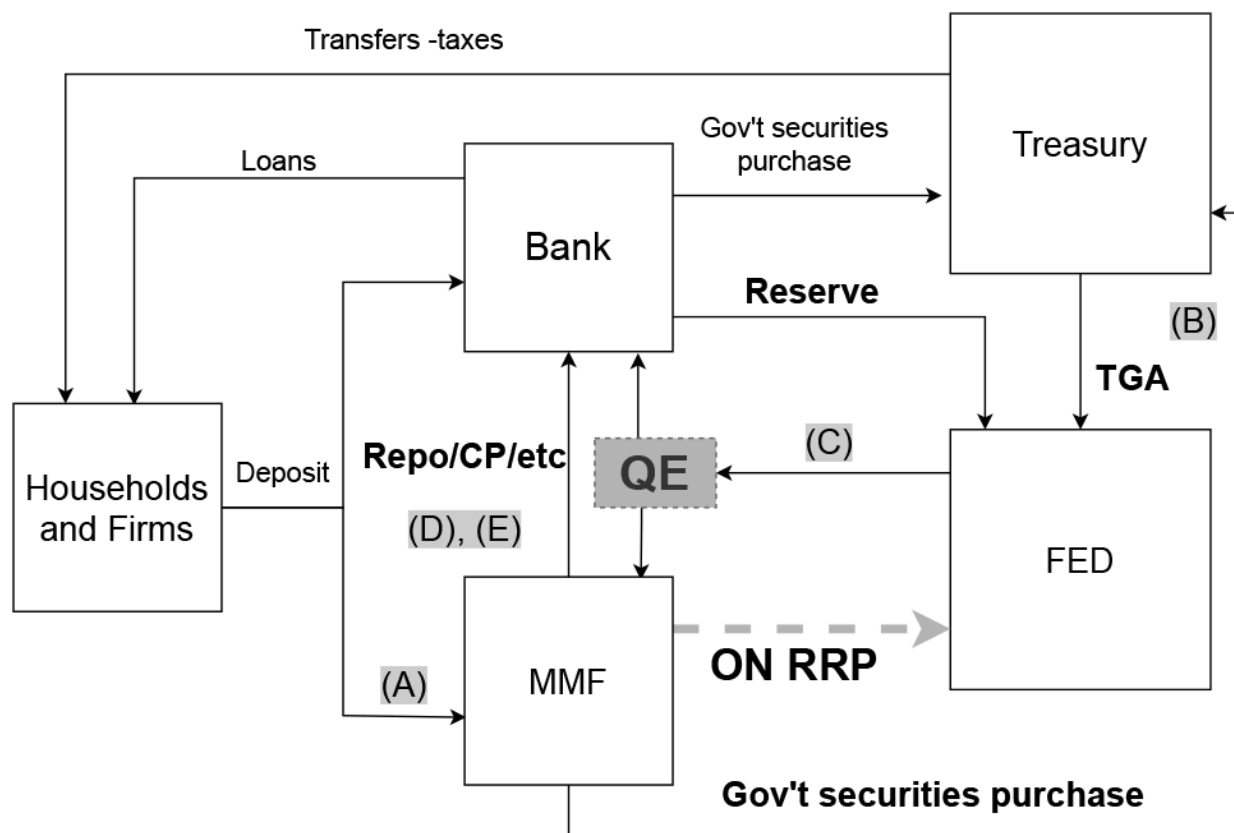 Transfers -taxes
Treasury
Gov't securities
purchase
Loans
Bank
Reserve
(B)
TGA
Households
and Firms
Deposit
Repo/CP/etc
(D), (E)
QE
(C)
FED
MMF
(A)
ON RRP
Gov't securities purchase